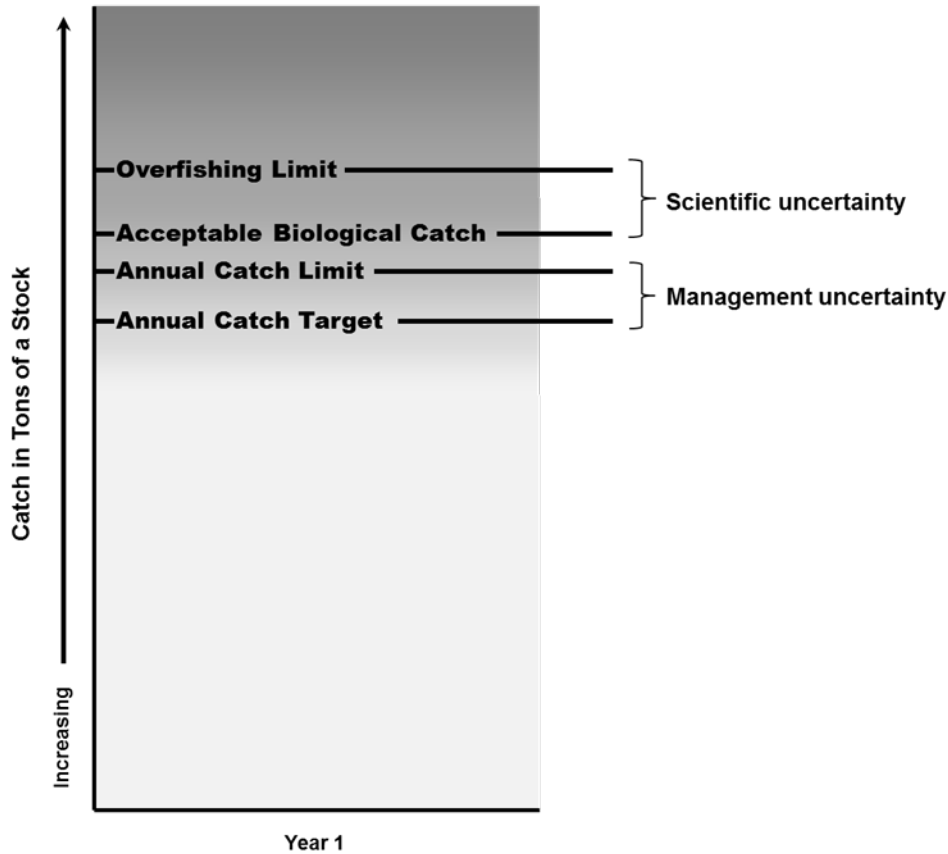 Overfishing Limit
Scientific uncertainty
Acceptable Biological Catch
Annual Catch Limit
Management uncertainty
Annual Catch Target
Catch in Tons of a Stock
Increasing
Year 1